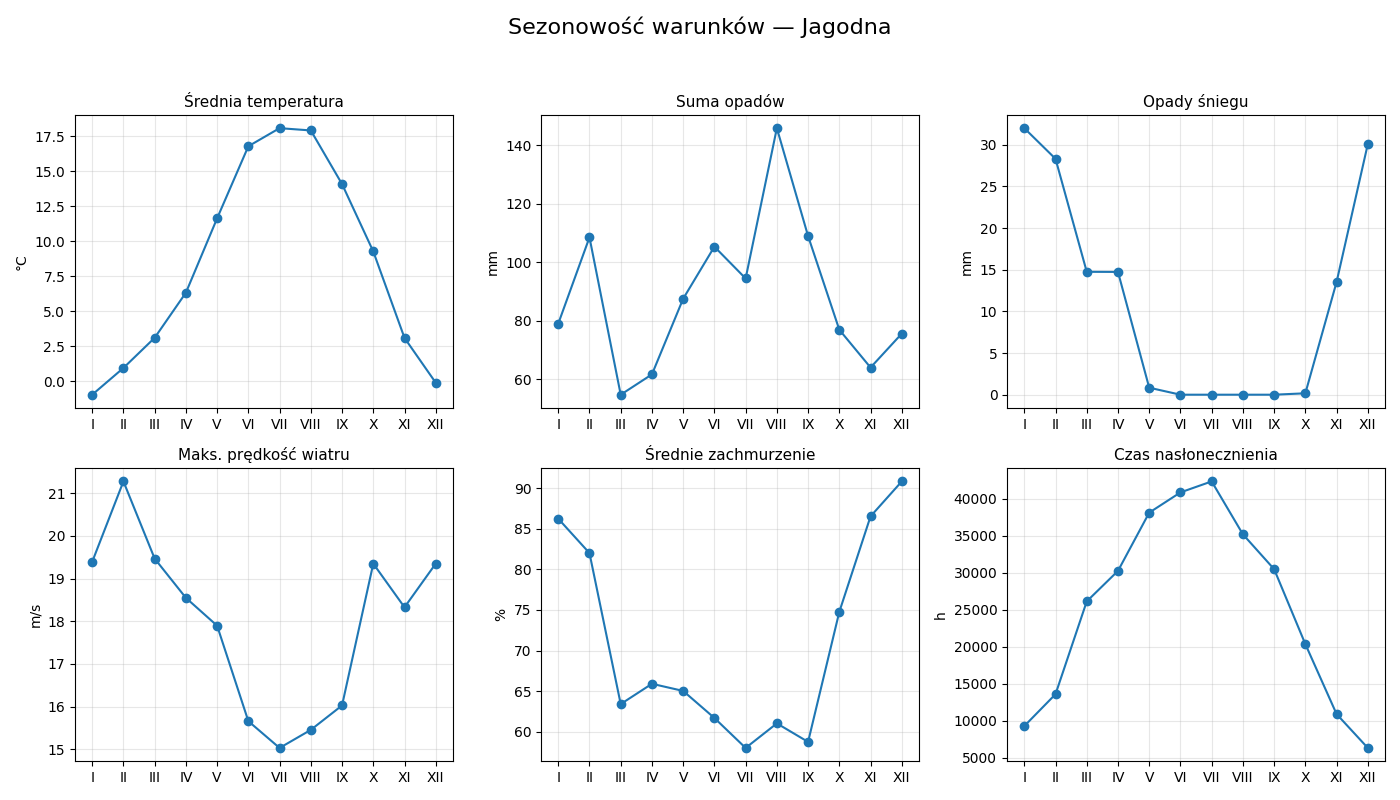 Sezonowość warunków — Jagodna
Średnia temperatura
°C
17.5
15.0
12.5
10.0
7.5
5.0
2.5
0.0
I II III IV V VI VII VIII IX X XI XII
Suma opadów
mm
140
120
100
80
60
I II III IV V VI VII VIII IX X XI XII
Opady śniegu
mm
30
25
20
15
10
5
0
I II III IV V VI VII VIII IX X XI XII
Maks. prędkość wiatru
m/s
21
20
19
18
17
16
15
I II III IV V VI VII VIII IX X XI XII
Średnie zachmurzenie
%
90
85
80
75
70
65
60
I II III IV V VI VII VIII IX X XI XII
Czas nasłonecznienia
h
40000
35000
30000
25000
20000
15000
10000
5000
I II III IV V VI VII VIII IX X XI XII